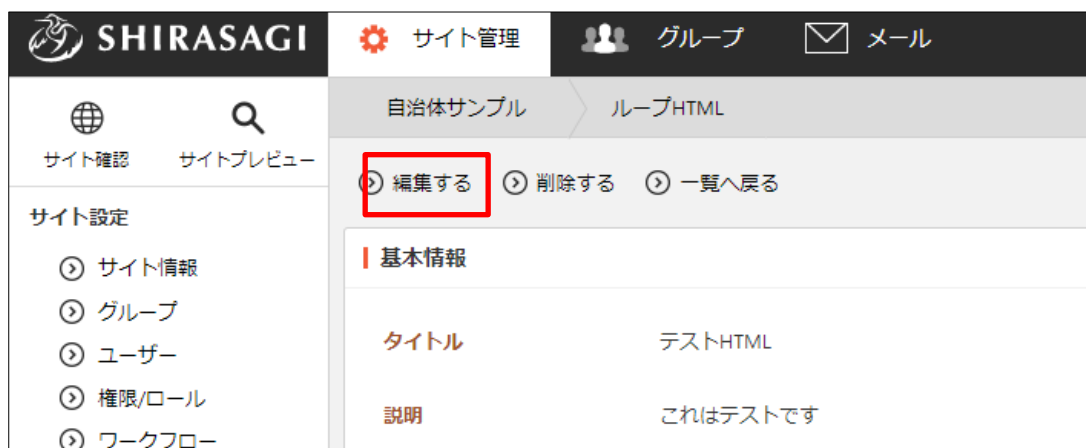 SHIRASAGI サイト管理 グループ メール
サイト確認 サイトプレビュー
自治体サンプル ループHTML
編集する 削除する 一覧へ戻る
サイト設定
サイト情報
グループ
ユーザー
権限/ロール
ワークフロー
基本情報
タイトル テストHTML
説明 これはテストです